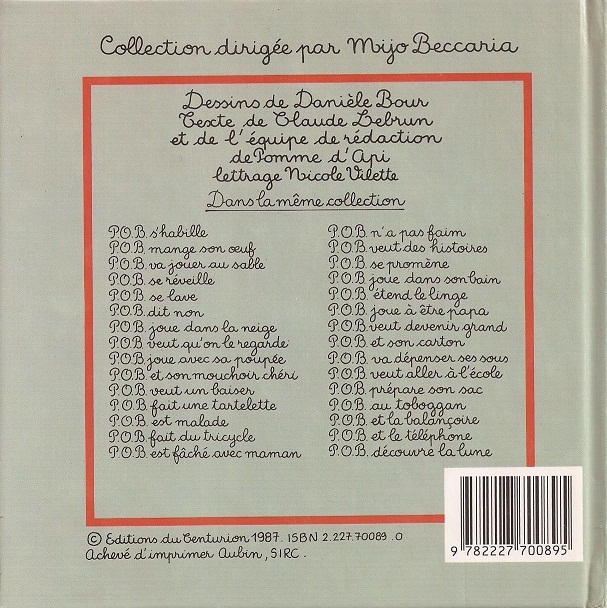 Collection dirigée par Mijo Beccaria
Dessins de Danièle Bour
Texte de Claude Lebrun
et de l'équipe de rédaction
de Pomme d'Api
lettrage Nicole Vilette
Dans la même collection
P.O.B. s'habille
P.O.B. mange son œuf
P.O.B. va jouer au sable
P.O.B. se réveille
P.O.B. se lave
P.O.B. dit non
P.O.B. joue dans la neige
P.O.B. veut qu'on le regarde
P.O.B. joue avec sa poupée
P.O.B. et son mouchoir chéri
P.O.B. veut un baiser
P.O.B. fait une tartelette
P.O.B. est malade
P.O.B. fait du tricycle
P.O.B. est fâché avec maman
P.O.B. n'a pas faim
P.O.B. veut des histoires
P.O.B. se promène
P.O.B. joue dans son bain
P.O.B. étend le linge
P.O.B. joue à être papa
P.O.B. veut devenir grand
P.O.B. et son carton
P.O.B. va dépenser ses sous
P.O.B. veut aller à l'école
P.O.B. prépare son sac
P.O.B. au toboggan
P.O.B. et la balançoire
P.O.B. et le téléphone
P.O.B. découvre la lune
© Editions du Centurion 1987. ISBN 2.227.70089.0
Achevé d'imprimer Aubin, SIRC.
9 782227 700895